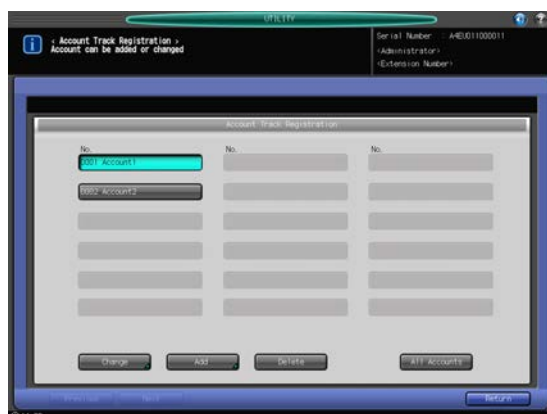 UTILITY
< Account Track Registration >
Account can be added or changed
Serial Number : A4EU011000011
<Administrator>
<Extension Number>
Account Track Registration
No. No. No.
0001 Account1
0002 Account2
Change Add Delete All Accounts
Previous Next Return